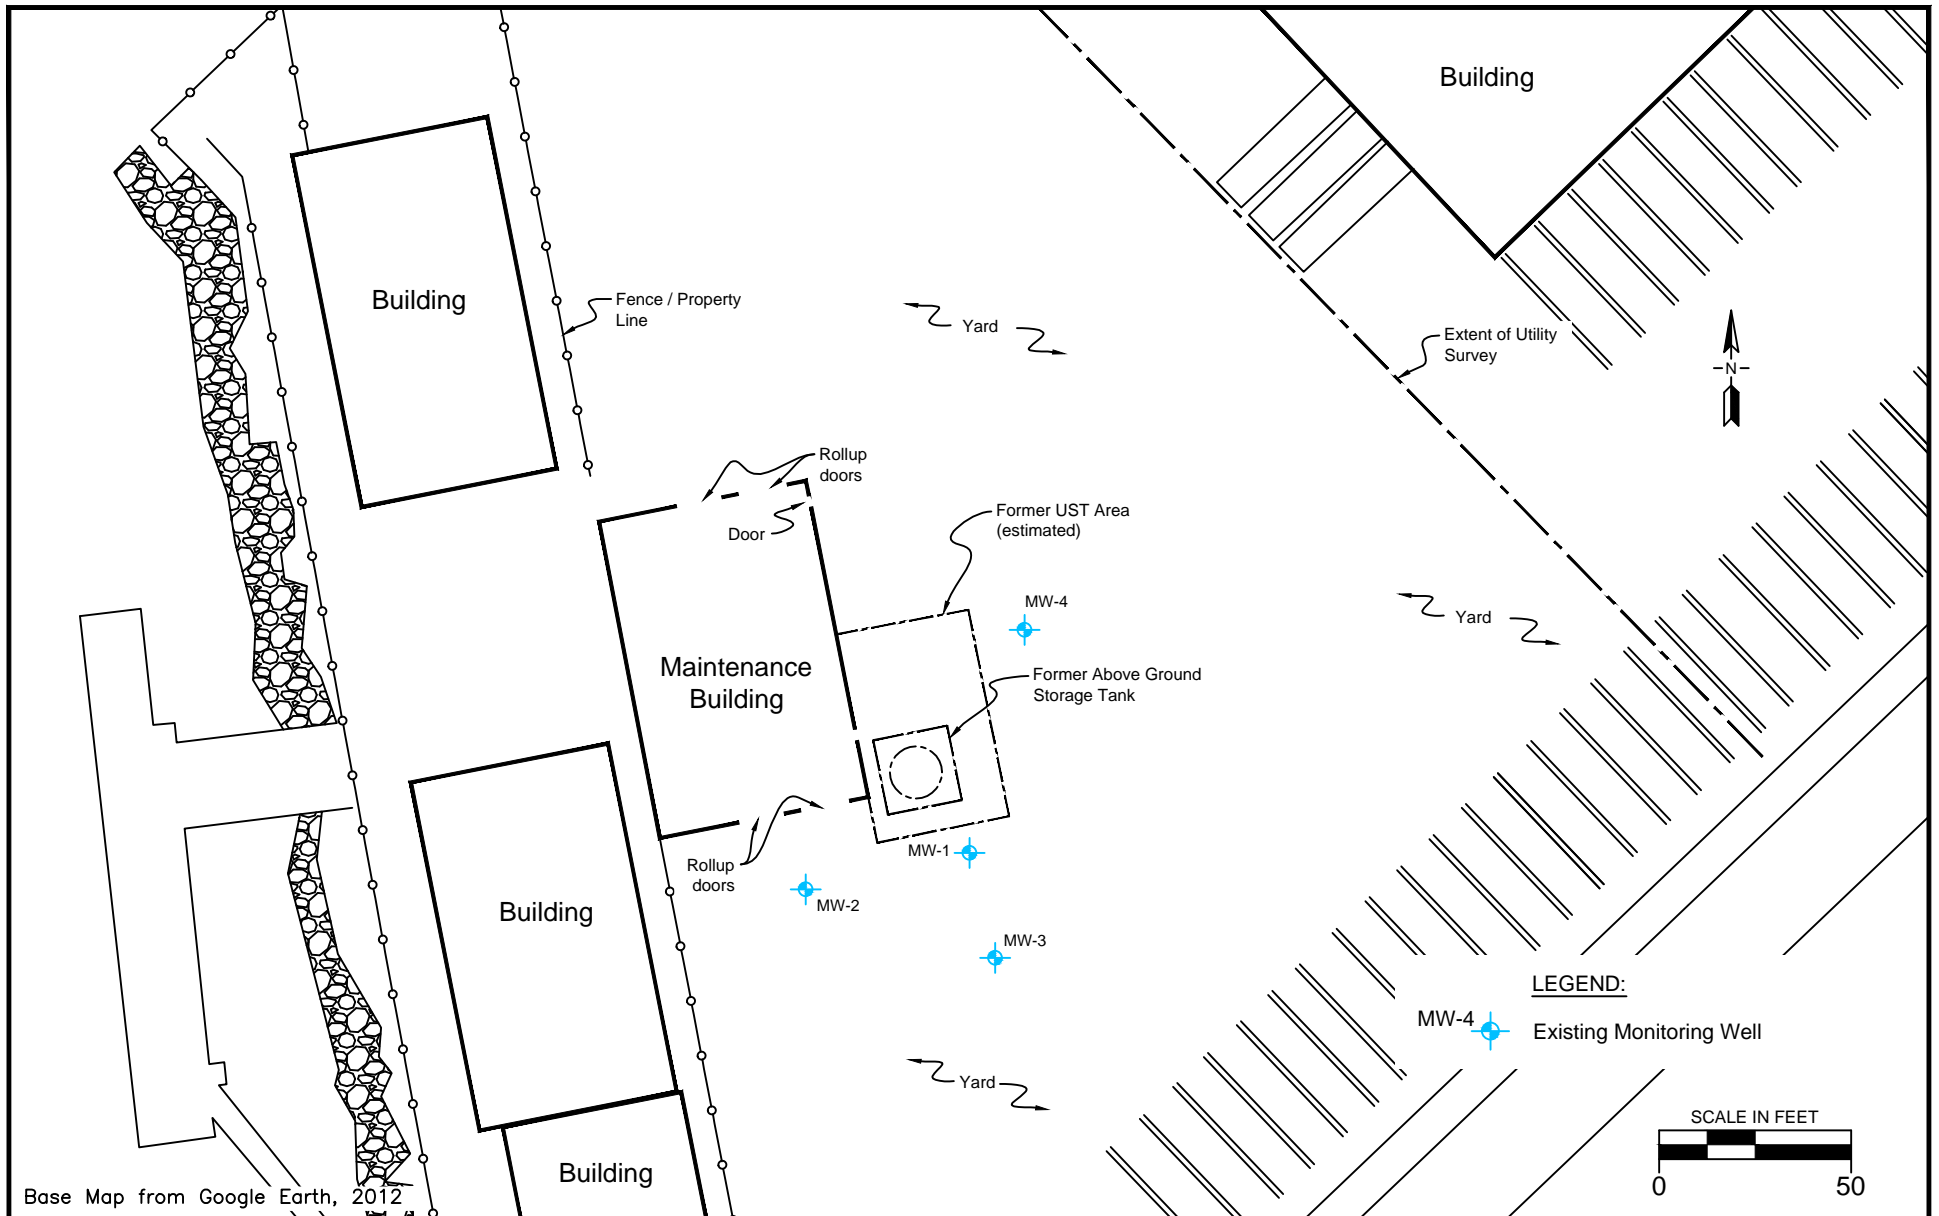 Building
Building
Fence / Property
Line
Yard
Extent of Utility
Survey
N
Rollup
doors
Door
Former UST Area
(estimated)
MW-4
Yard
Maintenance
Building
Former Above Ground
Storage Tank
MW-1
Rollup
doors
MW-2
Building
MW-3
LEGEND:
MW-4
Existing Monitoring Well
Yard
SCALE IN FEET
0 50
Building
Base Map from Google Earth, 2012